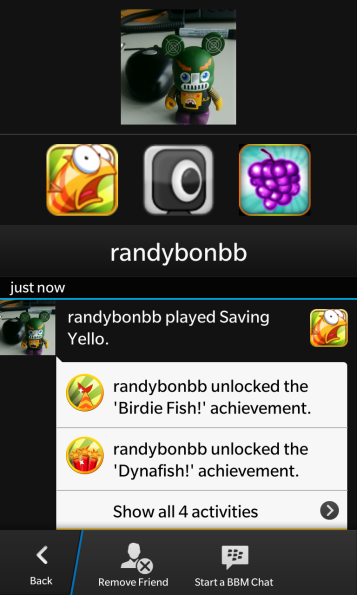 randybonbb
just now
randybonbb played Saving
Yello.
randybonbb unlocked the
'Birdie Fish!' achievement.
randybonbb unlocked the
'Dynafish!' achievement.
Show all 4 activities
Back
Remove Friend
Start a BBM Chat